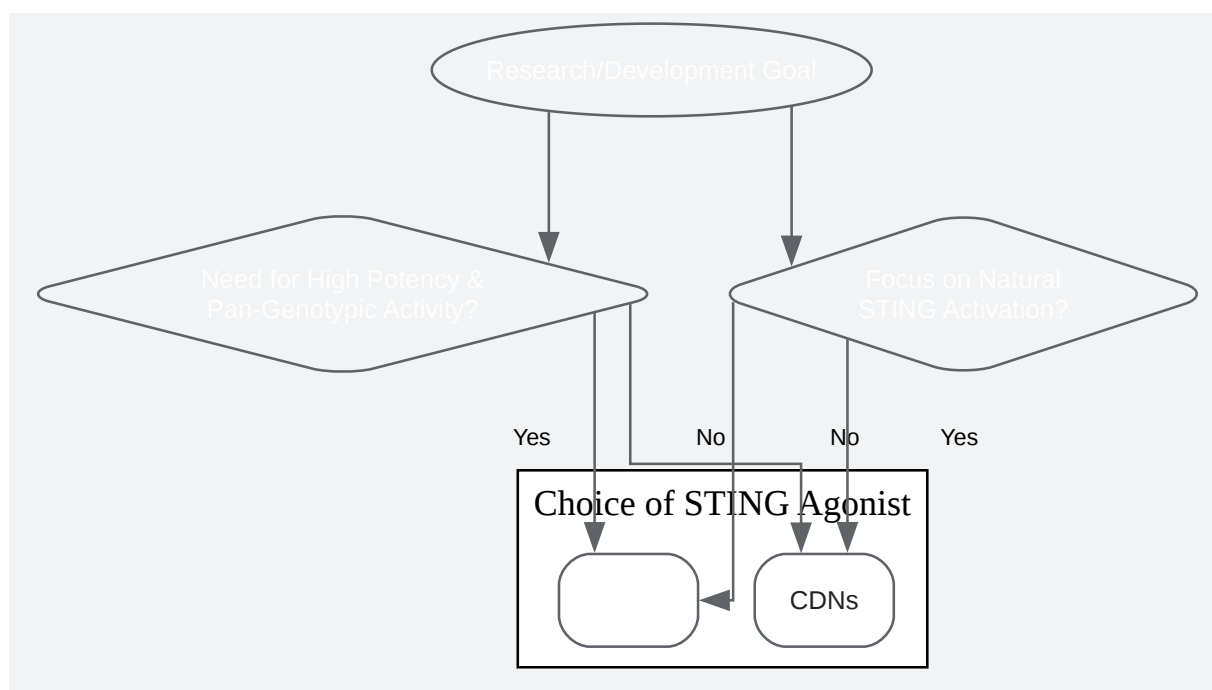 Research/Development Goal
Need for High Potency &
Pan-Genotypic Activity?
Focus on Natural
STING Activation?
Yes
No
No
Yes
Choice of STING Agonist
CDNs